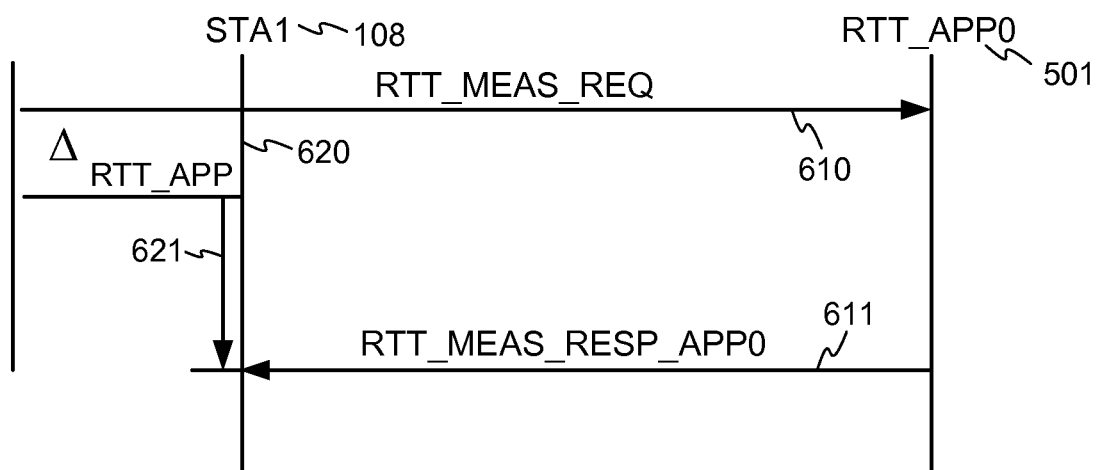 STA1 108 RTT_APP0
501
RTT_MEAS_REQ
Δ 620 610
RTT_APP
621
611
RTT_MEAS_RESP_APP0